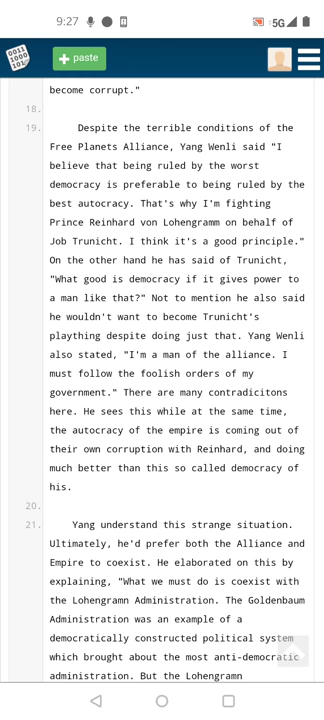 9:27
5G
0011
1000
101
+ paste
become corrupt."
18.
19.
Despite the terrible conditions of the
Free Planets Alliance, Yang Wenli said "I
believe that being ruled by the worst
democracy is preferable to being ruled by the
best autocracy. That's why I'm fighting
Prince Reinhard von Lohengramm on behalf of
Job Trunicht. I think it's a good principle."
On the other hand he has said of Trunicht,
"What good is democracy if it gives power to
a man like that?" Not to mention he also said
he wouldn't want to become Trunicht's
plaything despite doing just that. Yang Wenli
also stated, "I'm a man of the alliance. I
must follow the foolish orders of my
government." There are many contradicitons
here. He sees this while at the same time,
the autocracy of the empire is coming out of
their own corruption with Reinhard, and doing
much better than this so called democracy of
his.
20.
21.
Yang understand this strange situation.
Ultimately, he'd prefer both the Alliance and
Empire to coexist. He elaborated on this by
explaining, "What we must do is coexist with
the Lohengramn Administration. The Goldenbaum
Administration was an example of a
democratically constructed political system
which brought about the most anti-democratic
administration. But the Lohengramn